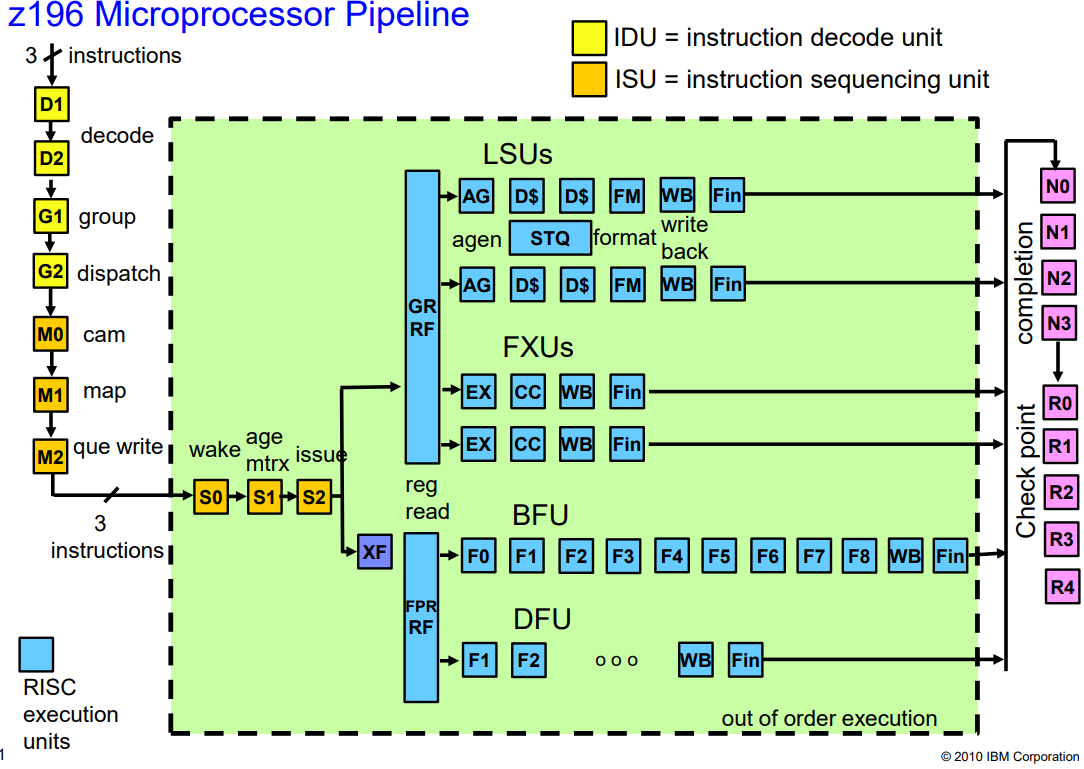 z196 Microprocessor Pipeline
IDU = instruction decode unit
ISU = instruction sequencing unit
3 instructions
D1
decode
D2
G1 group
G2 dispatch
M0 cam
M1 map
M2 que write
3
instructions
wake
age
mtrx
issue
S0 S1 S2
XF
GR
RF
reg
read
FPR
RF
LSUs
AG D$ D$ FM WB Fin
agen STQ format write
back
AG D$ D$ FM WB Fin
FXUs
EX CC WB Fin
EX CC WB Fin
BFU
F0 F1 F2 F3 F4 F5 F6 F7 F8 WB Fin
DFU
F1 F2 o o o WB Fin
out of order execution
completion
N0
N1
N2
N3
Check point
R0
R1
R2
R3
R4
RISC
execution
units
1
© 2010 IBM Corporation